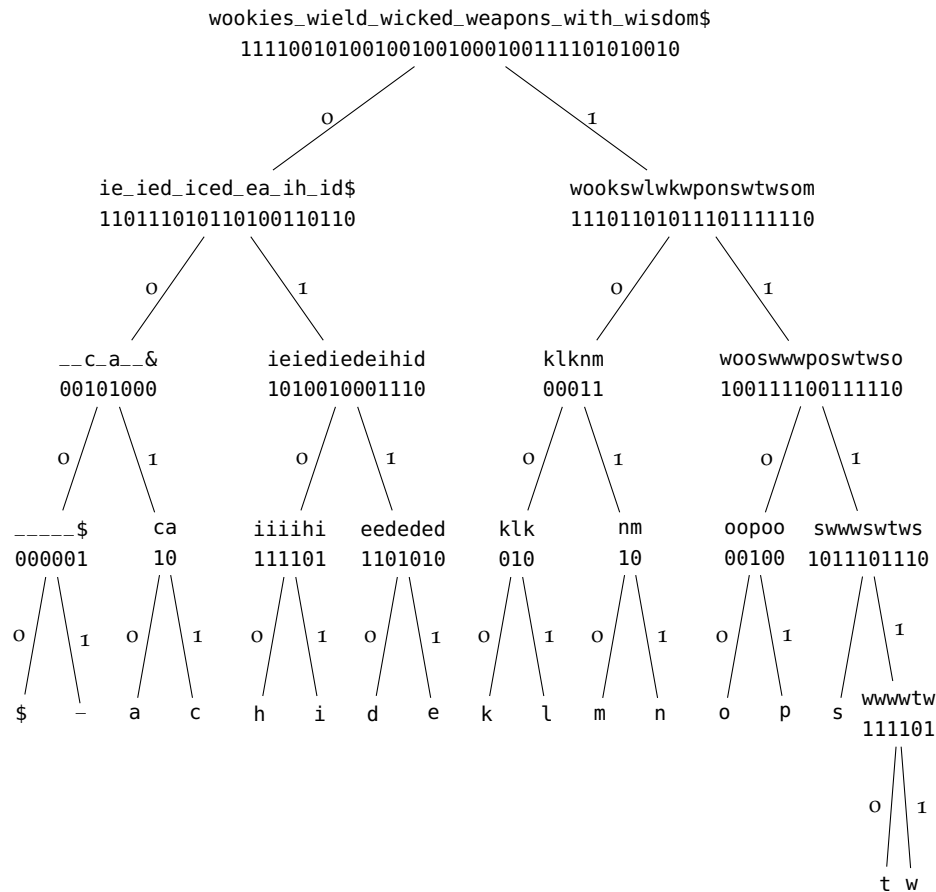 wookies_wield_wicked_weapons_with_wisdom$
111100101001001001000100111101010010
0 1
ie_ied_iced_ea_ih_id$ wookswlwkwponswtwsom
110111010110100110110 11101101011101111110
0 1 0 1
__c_a__& ieiediedeihid klknm wooswwwposwtwso
00101000 1010010001110 00011 100111100111110
0 1 0 1 0 1 0 1
_____$ ca iiiihi eededed klk nm oopoo swwwswtws
000001 10 111101 1101010 010 10 00100 1011101110
0 1 0 1 0 1 0 1 0 1 0 1 0 1 1
$ _ a c h i d e k l m n o p s wwwwtw
111101
0 1
t w